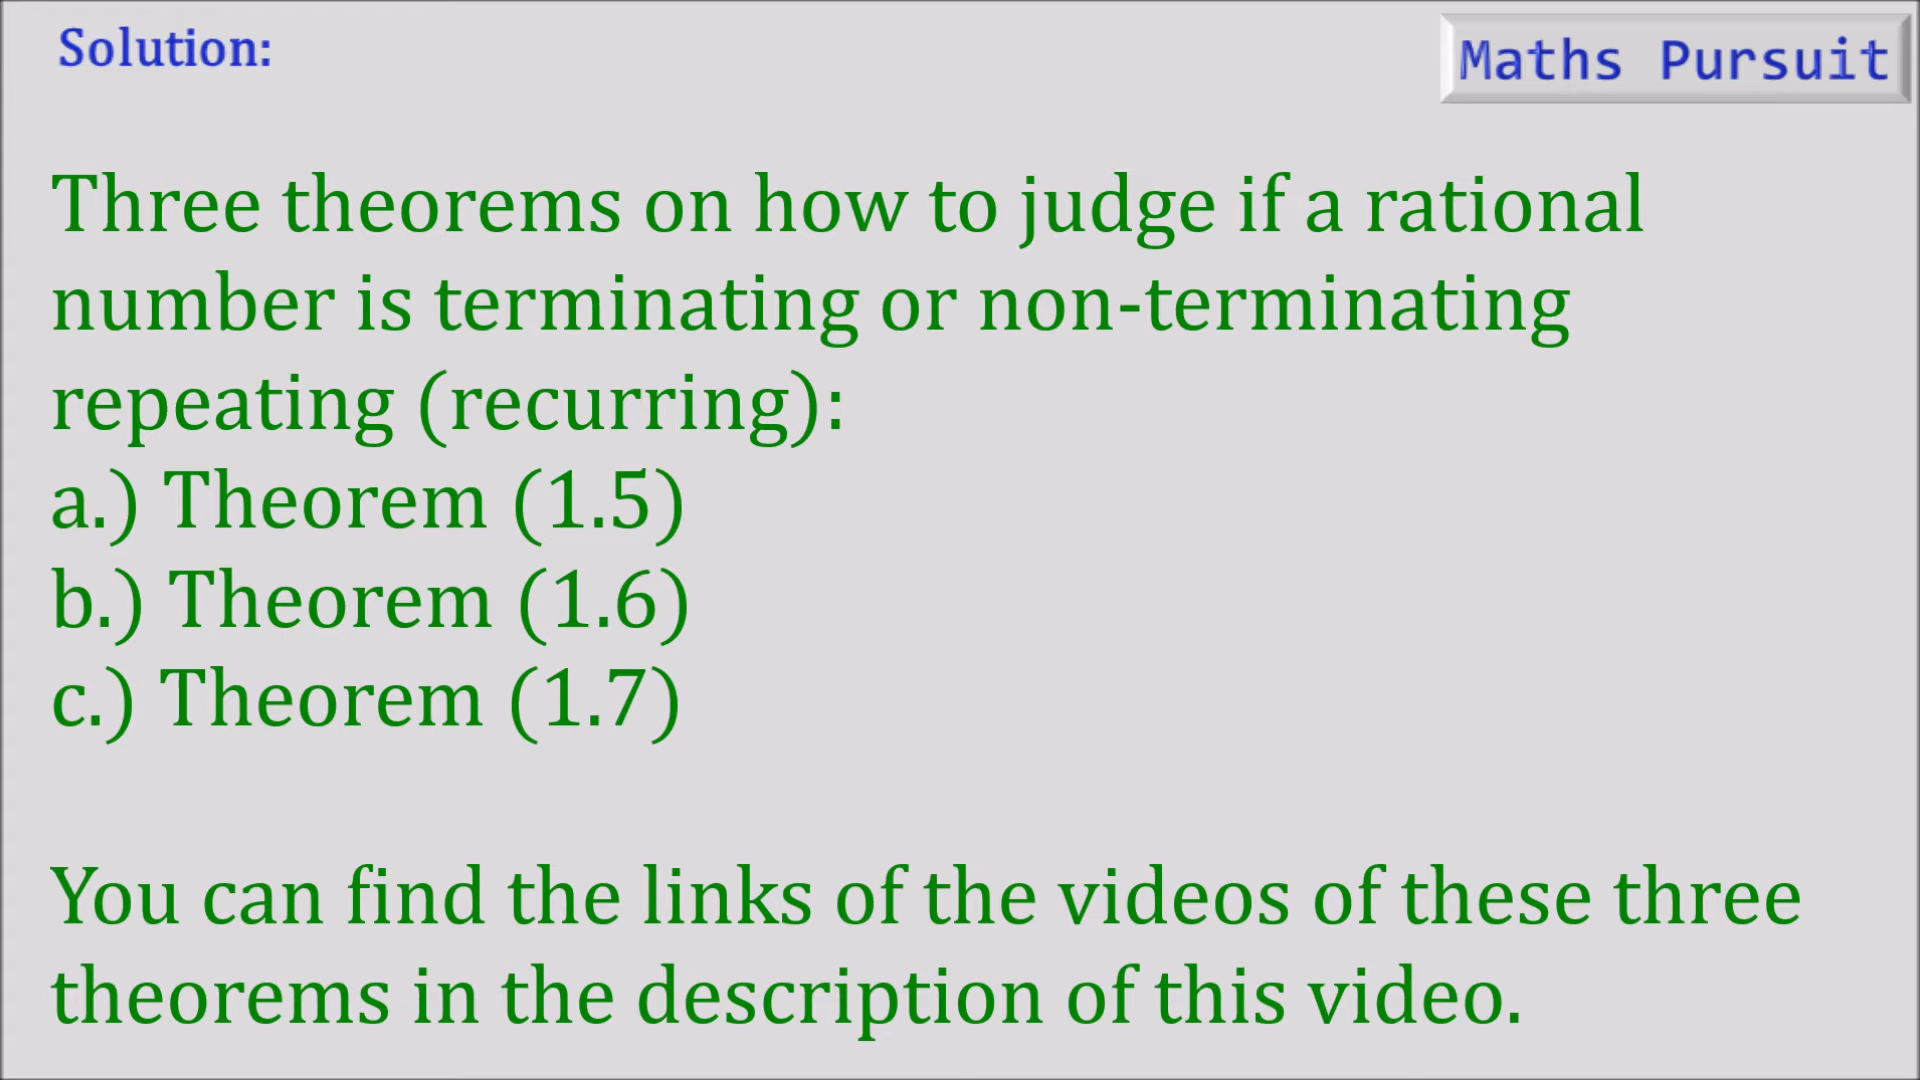 Solution:
Maths Pursuit
Three theorems on how to judge if a rational
number is terminating or non-terminating
repeating (recurring):
a.) Theorem (1.5)
b.) Theorem (1.6)
c.) Theorem (1.7)
You can find the links of the videos of these three
theorems in the description of this video.